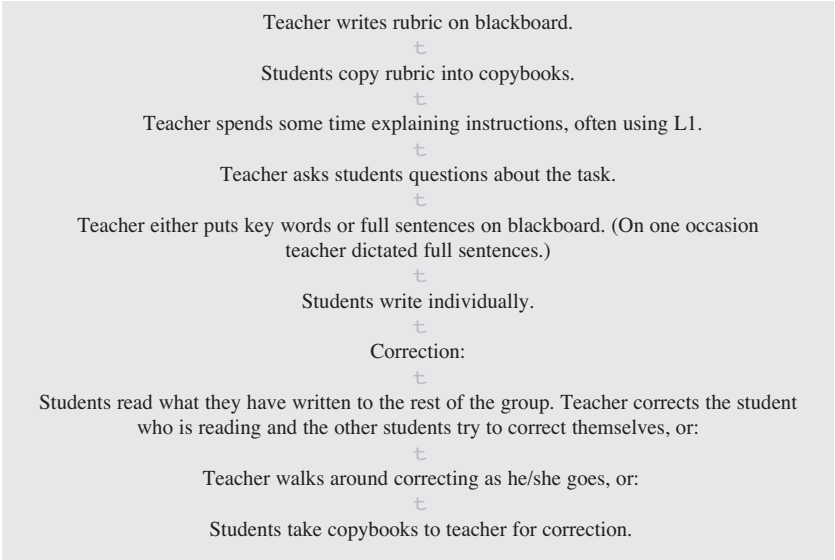 Teacher writes rubric on blackboard.
t
Students copy rubric into copybooks.
t
Teacher spends some time explaining instructions, often using L1.
t
Teacher asks students questions about the task.
t
Teacher either puts key words or full sentences on blackboard. (On one occasion
teacher dictated full sentences.)
t
Students write individually.
t
Correction:
t
Students read what they have written to the rest of the group. Teacher corrects the student
who is reading and the other students try to correct themselves, or:
t
Teacher walks around correcting as he/she goes, or:
t
Students take copybooks to teacher for correction.